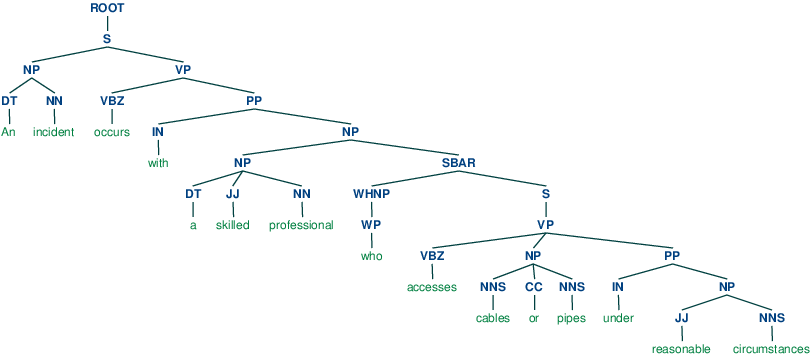 ROOT
S
NP VP
DT NN VBZ PP
An incident occurs IN NP
with NP SBAR
DT JJ NN WHNP S
a skilled professional WP VP
who VBZ NP PP
accesses NNS CC NNS IN NP
cables or pipes under JJ NNS
reasonable circumstances